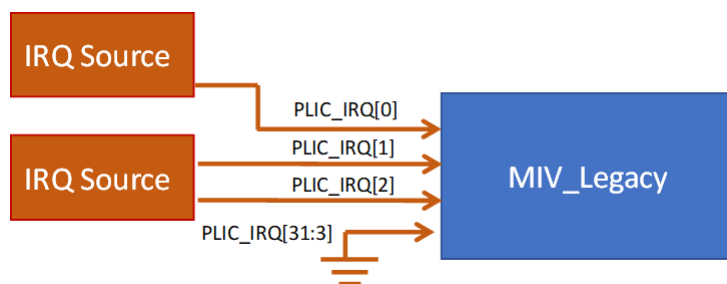 IRQ Source
PLIC_IRQ[0]
PLIC_IRQ[1]
IRQ Source
PLIC_IRQ[2]
MIV_Legacy
PLIC_IRQ[31:3]